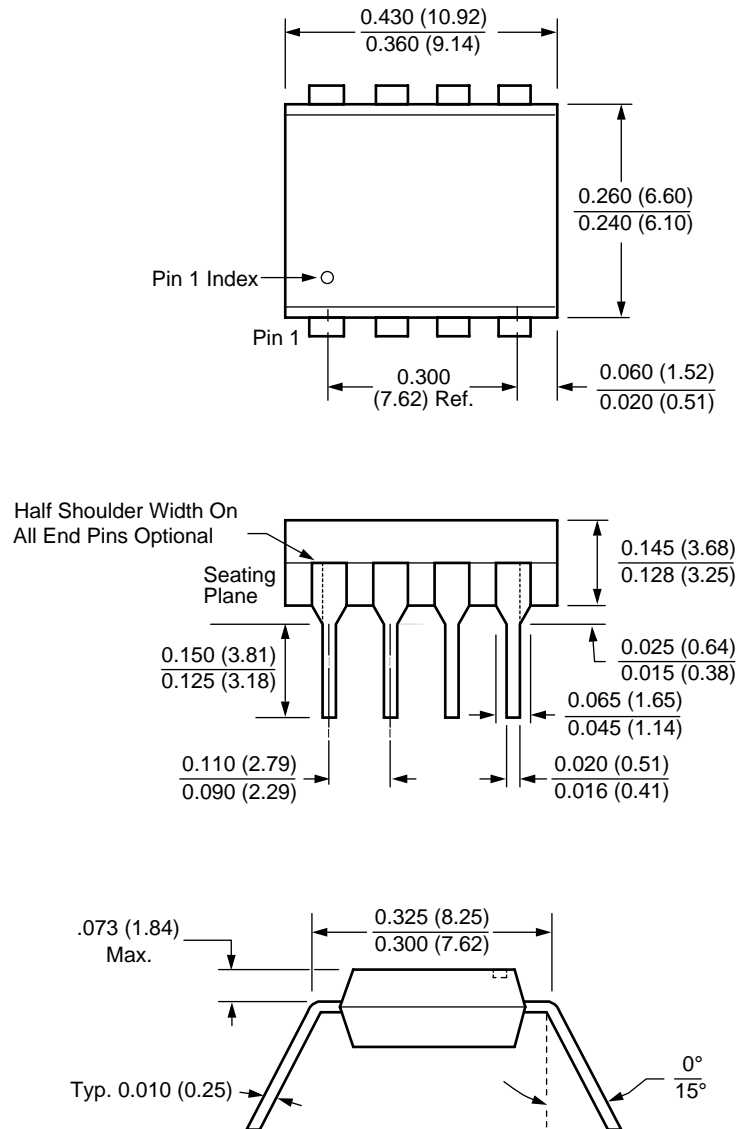 0.430 (10.92)
0.360 (9.14)
0.260 (6.60)
0.240 (6.10)
Pin 1 Index
Pin 1
0.300
(7.62) Ref.
0.060 (1.52)
0.020 (0.51)
Half Shoulder Width On
All End Pins Optional
Seating
Plane
0.145 (3.68)
0.128 (3.25)
0.150 (3.81)
0.125 (3.18)
0.025 (0.64)
0.015 (0.38)
0.065 (1.65)
0.045 (1.14)
0.110 (2.79)
0.090 (2.29)
0.020 (0.51)
0.016 (0.41)
.073 (1.84)
Max.
0.325 (8.25)
0.300 (7.62)
Typ. 0.010 (0.25)
0°
15°